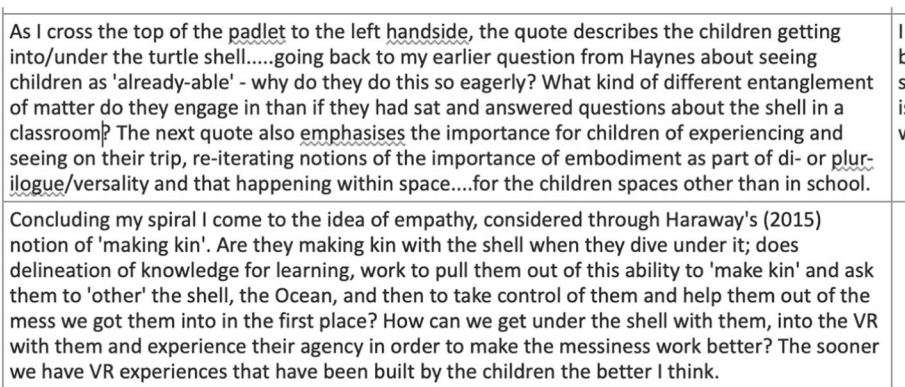 As I cross the top of the padlet to the left handside, the quote describes the children getting
into/under the turtle shell.....going back to my earlier question from Haynes about seeing
children as 'already-able' - why do they do this so eagerly? What kind of different entanglement
of matter do they engage in than if they had sat and answered questions about the shell in a
classroom? The next quote also emphasises the importance for children of experiencing and
seeing on their trip, re-iterating notions of the importance of embodiment as part of di- or plur-
ilogue/versality and that happening within space....for the children spaces other than in school.
Concluding my spiral I come to the idea of empathy, considered through Haraway's (2015)
notion of 'making kin'. Are they making kin with the shell when they dive under it; does
delineation of knowledge for learning, work to pull them out of this ability to 'make kin' and ask
them to 'other' the shell, the Ocean, and then to take control of them and help them out of the
mess we got them into in the first place? How can we get under the shell with them, into the VR
with them and experience their agency in order to make the messiness work better? The sooner
we have VR experiences that have been built by the children the better I think.